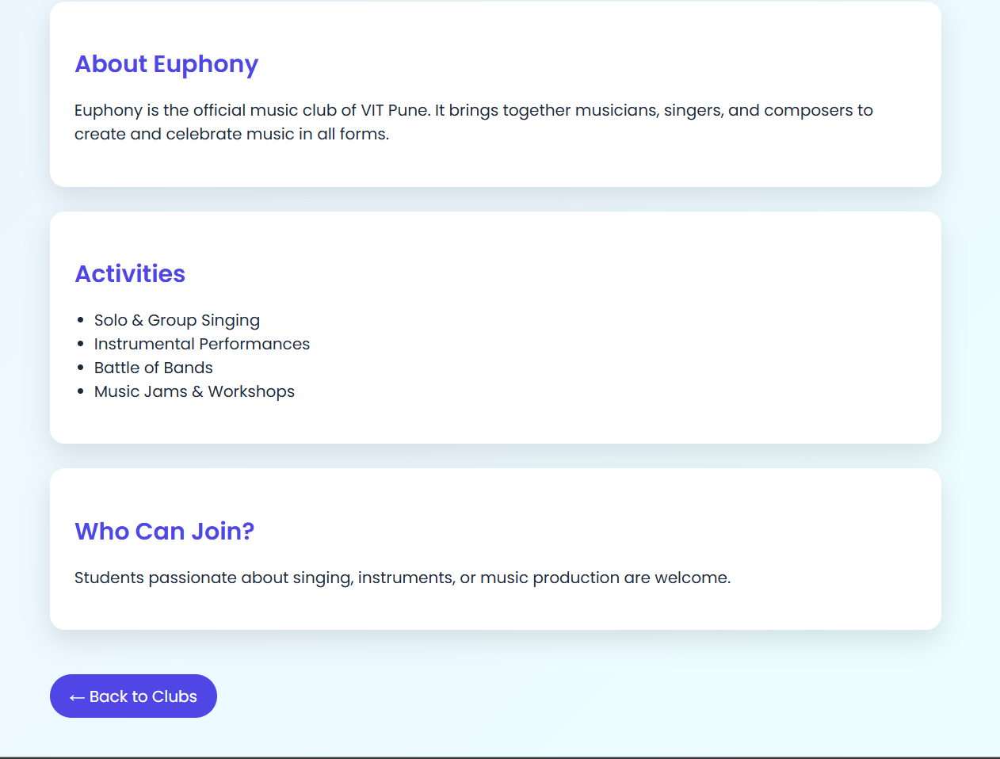 About Euphony
Euphony is the official music club of VIT Pune. It brings together musicians, singers, and composers to
create and celebrate music in all forms.
Activities
• Solo & Group Singing
• Instrumental Performances
• Battle of Bands
• Music Jams & Workshops
Who Can Join?
Students passionate about singing, instruments, or music production are welcome.
← Back to Clubs